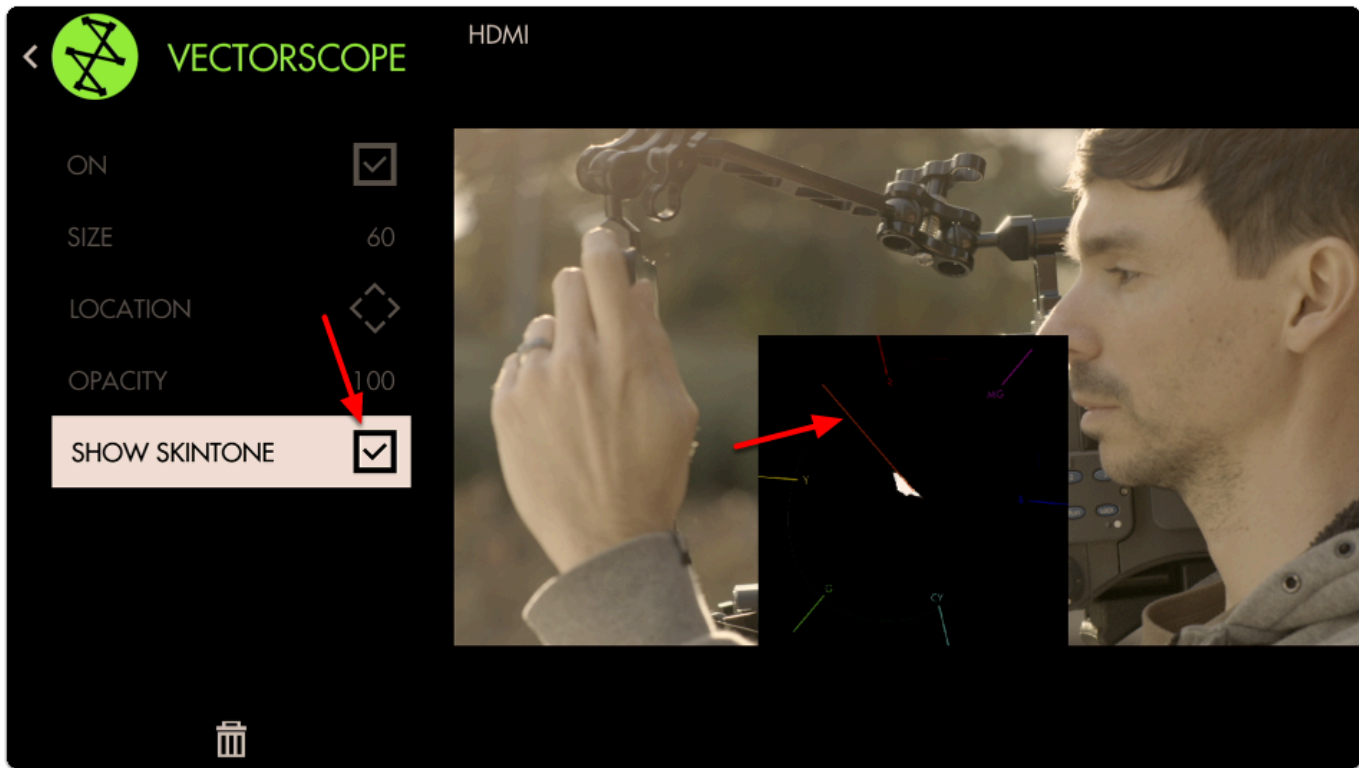 VECTORSCOPE
HDMI
ON
SIZE 60
LOCATION
OPACITY 100
SHOW SKINTONE
MG
Y
G
CY